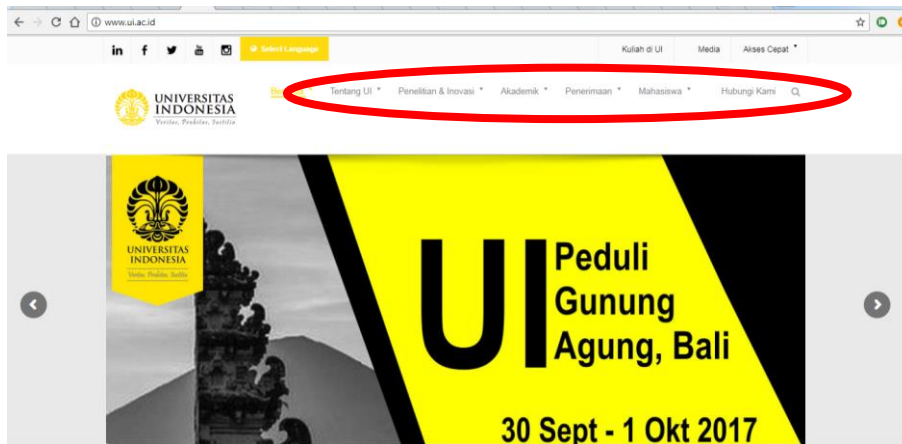 www.ui.ac.id
Select Language
Kuliah di UI Media Akses Cepat
UNIVERSITAS
INDONESIA
Veritas, Probitas, Iustitia
Tentang UI Penelitian & Inovasi Akademik Penerimaan Mahasiswa Hubungi Kami
UNIVERSITAS
INDONESIA
Veritas, Probitas, Iustitia
UI
Peduli
Gunung
Agung, Bali
30 Sept - 1 Okt 2017